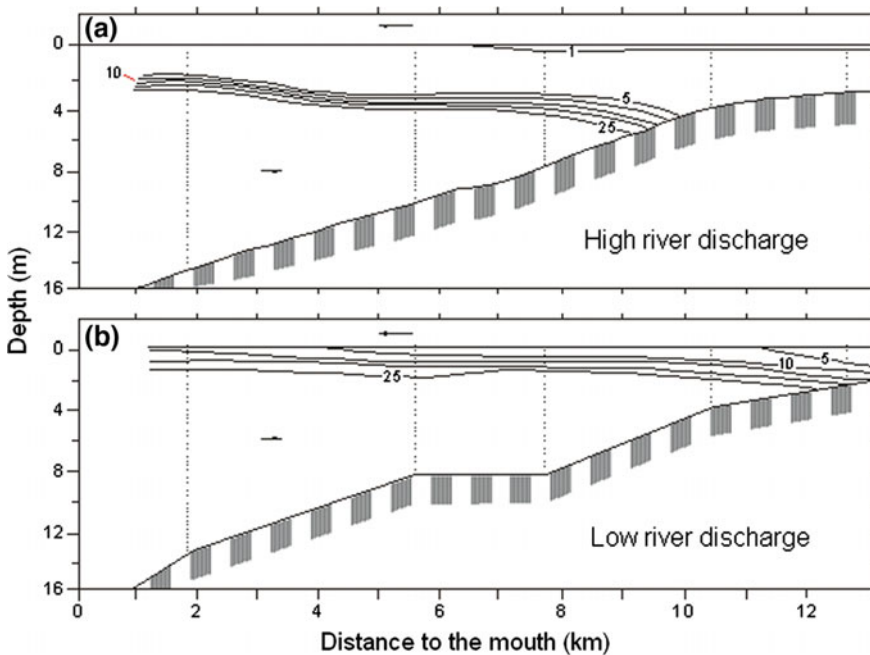 (a)
0
4
8
12
16
10
1
5
25
High river discharge
Depth (m)
(b)
0
4
8
12
16
5
10
25
Low river discharge
0 2 4 6 8 10 12
Distance to the mouth (km)